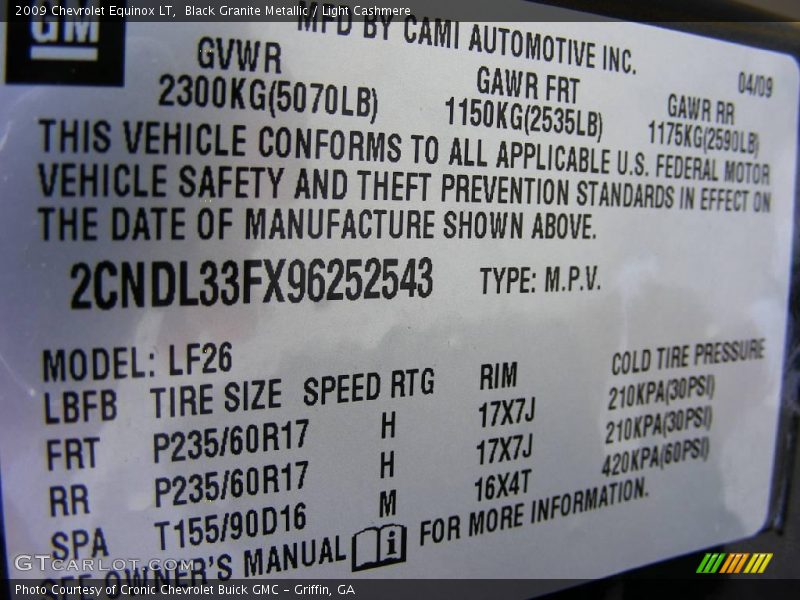 2009 Chevrolet Equinox LT, Black Granite Metallic / Light Cashmere
GM
MFD BY CAMI AUTOMOTIVE INC.
04/09
GVWR GAWR FRT GAWR RR
2300KG(5070LB) 1150KG(2535LB) 1175KG(2590LB)
THIS VEHICLE CONFORMS TO ALL APPLICABLE U.S. FEDERAL MOTOR
VEHICLE SAFETY AND THEFT PREVENTION STANDARDS IN EFFECT ON
THE DATE OF MANUFACTURE SHOWN ABOVE.
2CNDL33FX96252543 TYPE: M.P.V.
MODEL: LF26
LBFB TIRE SIZE SPEED RTG RIM COLD TIRE PRESSURE
FRT P235/60R17 H 17X7J 210KPA(30PSI)
RR P235/60R17 H 17X7J 210KPA(30PSI)
SPA T155/90D16 M 16X4T 420KPA(60PSI)
SEE OWNER'S MANUAL i FOR MORE INFORMATION.
GTCarLot.com
Photo Courtesy of Cronic Chevrolet Buick GMC – Griffin, GA